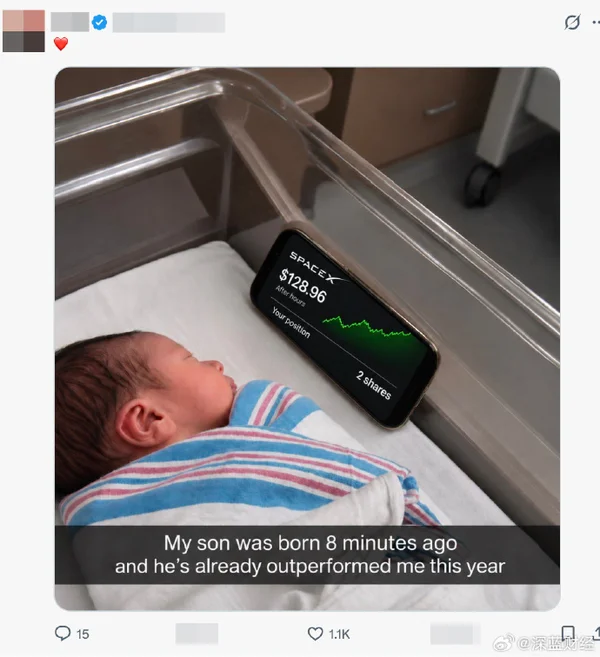 SPACEX
$128.96
After hours
Your position
2 shares
My son was born 8 minutes ago
and he's already outperformed me this year
15
1.1K
@深蓝财经